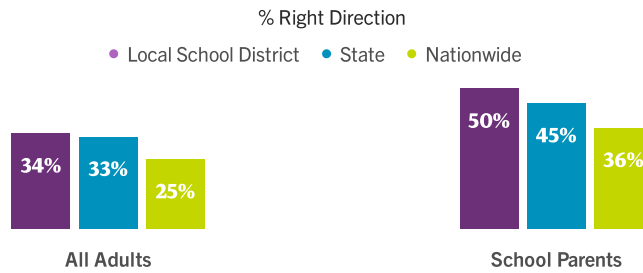 % Right Direction
Local School District State Nationwide
34% 33% 25%
50% 45% 36%
All Adults School Parents